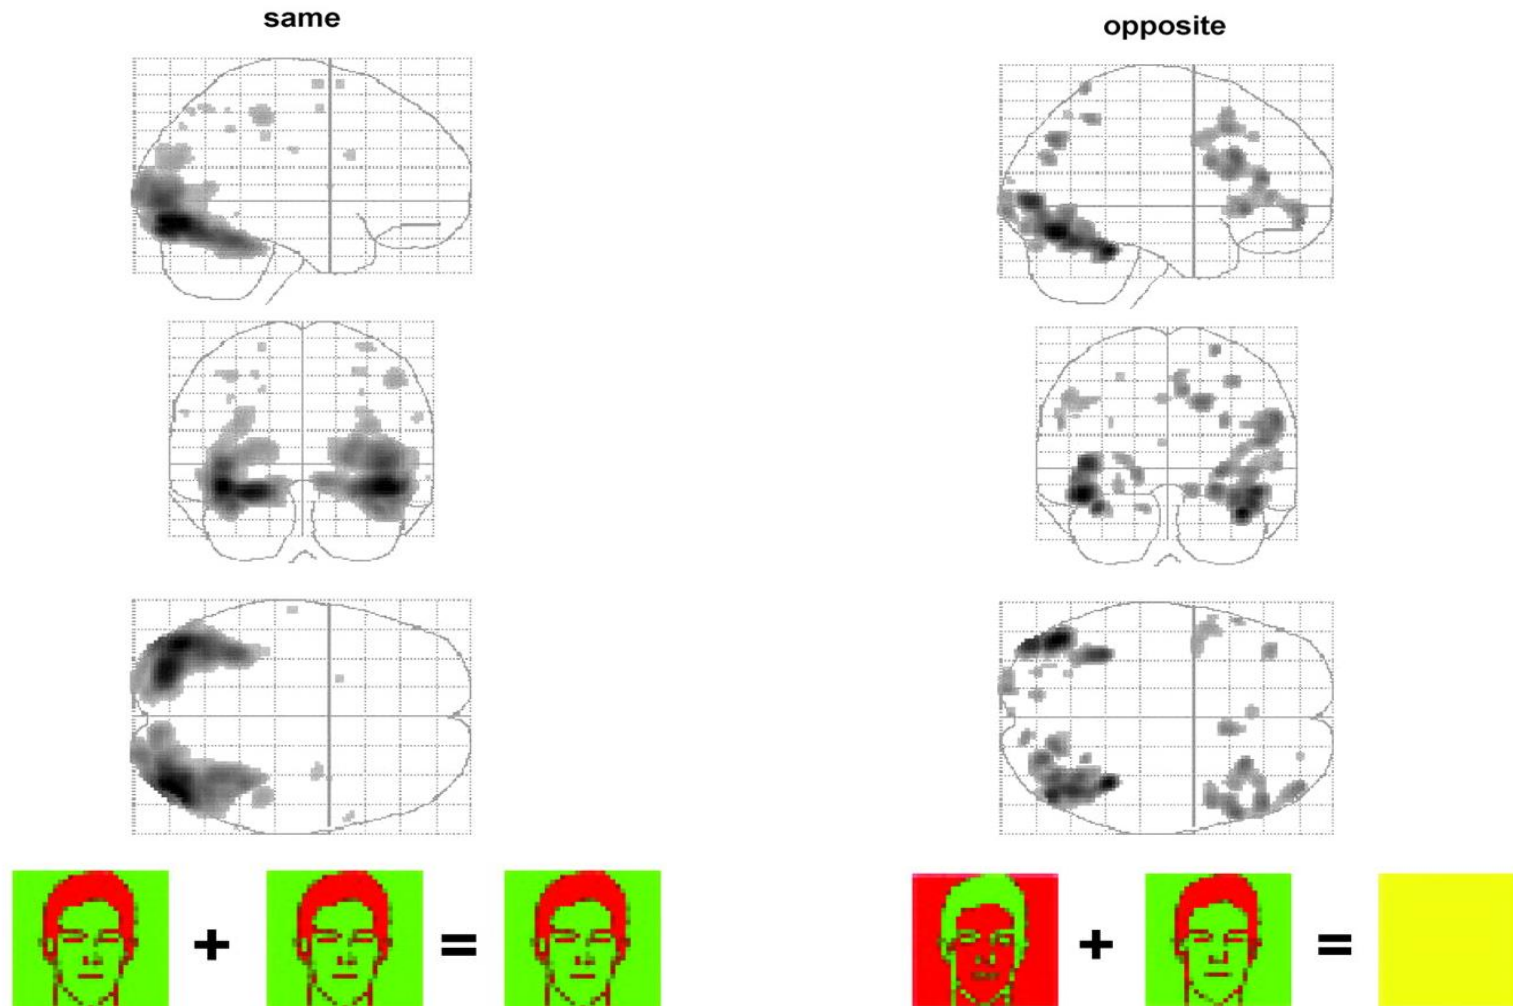 same
opposite
+ =
+ =